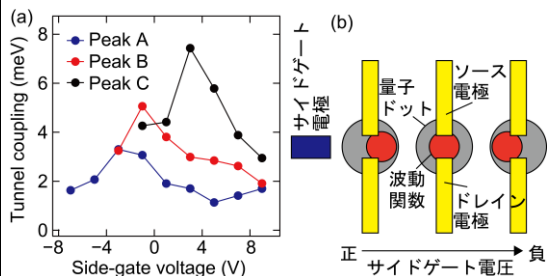 (a)
Tunnel coupling (meV)
8
6
4
2
0
Peak A
Peak B
Peak C
−8
−4
0
4
8
Side-gate voltage (V)
(b)
サイドゲート
電極
量子
ドット
ソース
電極
波動
関数
ドレイン
電極
正
負
サイドゲート電圧